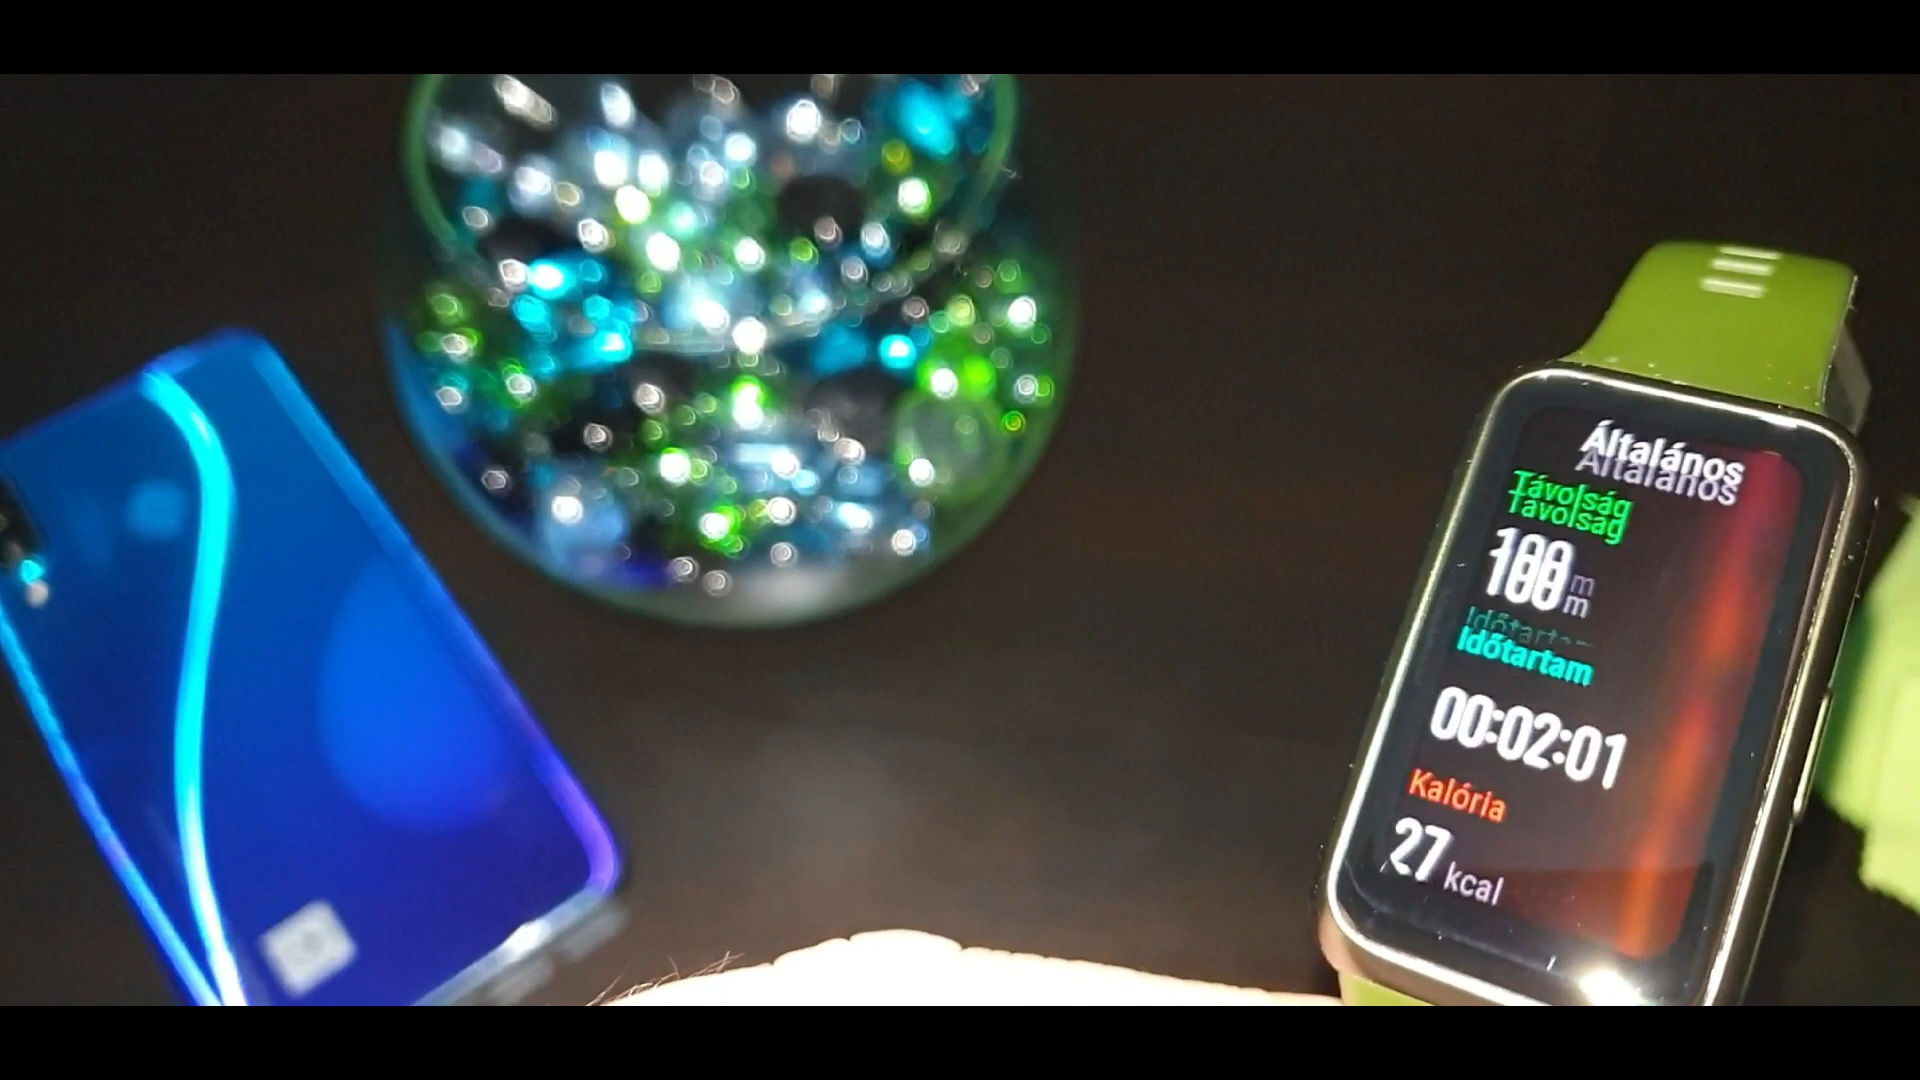 Általános
Távolság
100 m
Időtartam
00:02:01
Kalória
27 kcal